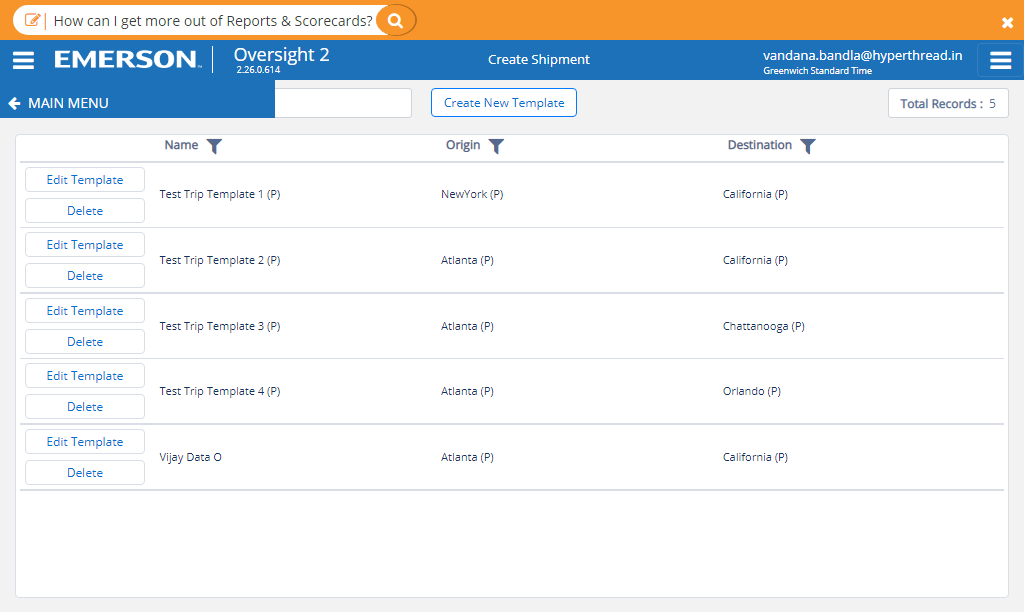 How can I get more out of Reports & Scorecards?
EMERSON™ Oversight 2
2.26.0.614
Create Shipment
vandana.bandla@hyperthread.in
Greenwich Standard Time
MAIN MENU
Create New Template
Total Records : 5
Name Origin Destination
Edit Template
Delete
Test Trip Template 1 (P) NewYork (P) California (P)
Edit Template
Delete
Test Trip Template 2 (P) Atlanta (P) California (P)
Edit Template
Delete
Test Trip Template 3 (P) Atlanta (P) Chattanooga (P)
Edit Template
Delete
Test Trip Template 4 (P) Atlanta (P) Orlando (P)
Edit Template
Delete
Vijay Data O Atlanta (P) California (P)